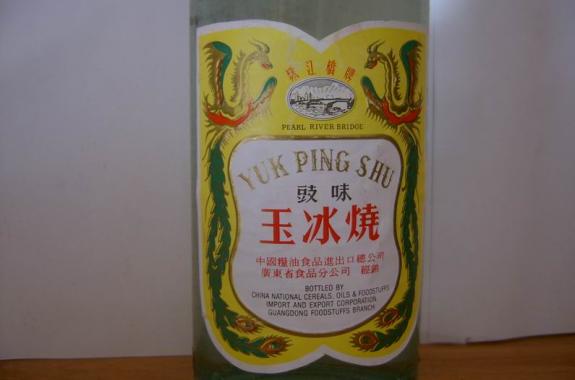 珠江橋牌
PEARL RIVER BRIDGE
YUK PING SHU
豉味
玉冰燒
中國糧油食品進出口總公司
廣東省食品分公司 經銷
BOTTLED BY
CHINA NATIONAL CEREALS, OILS & FOODSTUFFS
IMPORT AND EXPORT CORPORATION
GUANGDONG FOODSTUFFS BRANCH